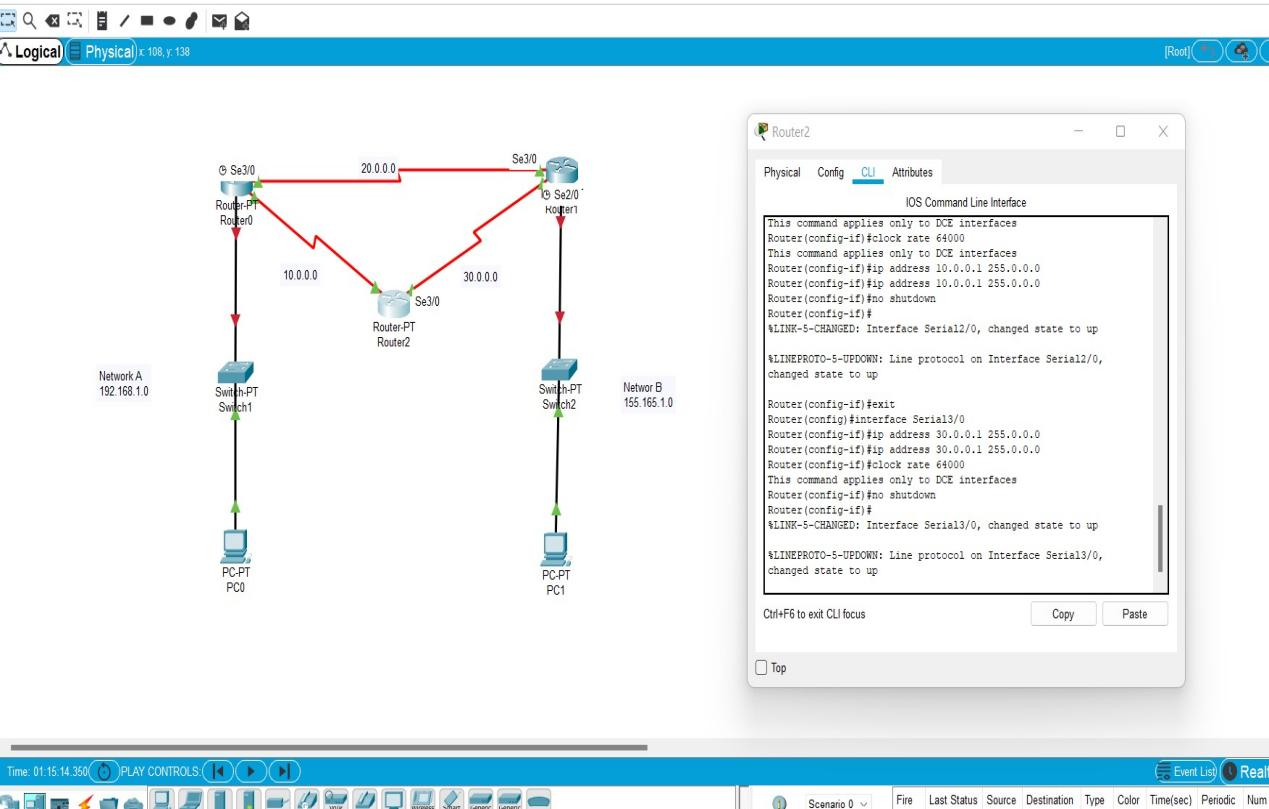 Logical
Physical
x: 108, y: 138
[Root]
Se3/0
20.0.0.0
Se3/0
Router-PT
Router0
Se2/0
Router1
10.0.0.0
30.0.0.0
Se3/0
Router-PT
Router2
Network A
192.168.1.0
Switch-PT
Switch1
Switch-PT
Switch2
Networ B
155.165.1.0
PC-PT
PC0
PC-PT
PC1
Router2
Physical Config CLI Attributes
IOS Command Line Interface
This command applies only to DCE interfaces
Router(config-if)#clock rate 64000
This command applies only to DCE interfaces
Router(config-if)#ip address 10.0.0.1 255.0.0.0
Router(config-if)#ip address 10.0.0.1 255.0.0.0
Router(config-if)#no shutdown
Router(config-if)#
%LINK-5-CHANGED: Interface Serial2/0, changed state to up
%LINEPROTO-5-UPDOWN: Line protocol on Interface Serial2/0,
changed state to up
Router(config-if)#exit
Router(config)#interface Serial3/0
Router(config-if)#ip address 30.0.0.1 255.0.0.0
Router(config-if)#ip address 30.0.0.1 255.0.0.0
Router(config-if)#clock rate 64000
This command applies only to DCE interfaces
Router(config-if)#no shutdown
Router(config-if)#
%LINK-5-CHANGED: Interface Serial3/0, changed state to up
%LINEPROTO-5-UPDOWN: Line protocol on Interface Serial3/0,
changed state to up
Ctrl+F6 to exit CLI focus
Copy
Paste
Top
Time: 01:15:14.350
PLAY CONTROLS:
Event List
Realt
Scenario 0
Fire Last Status Source Destination Type Color Time(sec) Periodic Num